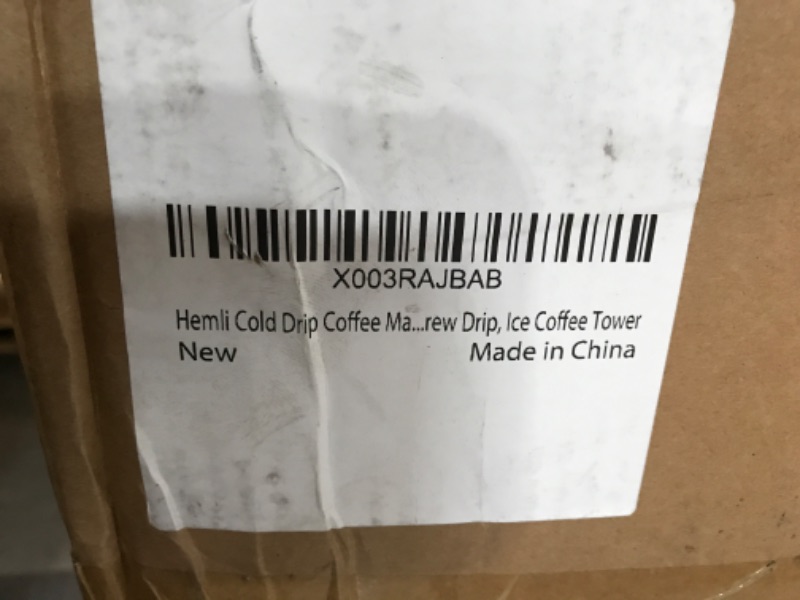 X003RAJBAB
Hemli Cold Drip Coffee Ma...rew Drip, Ice Coffee Tower
New Made in China